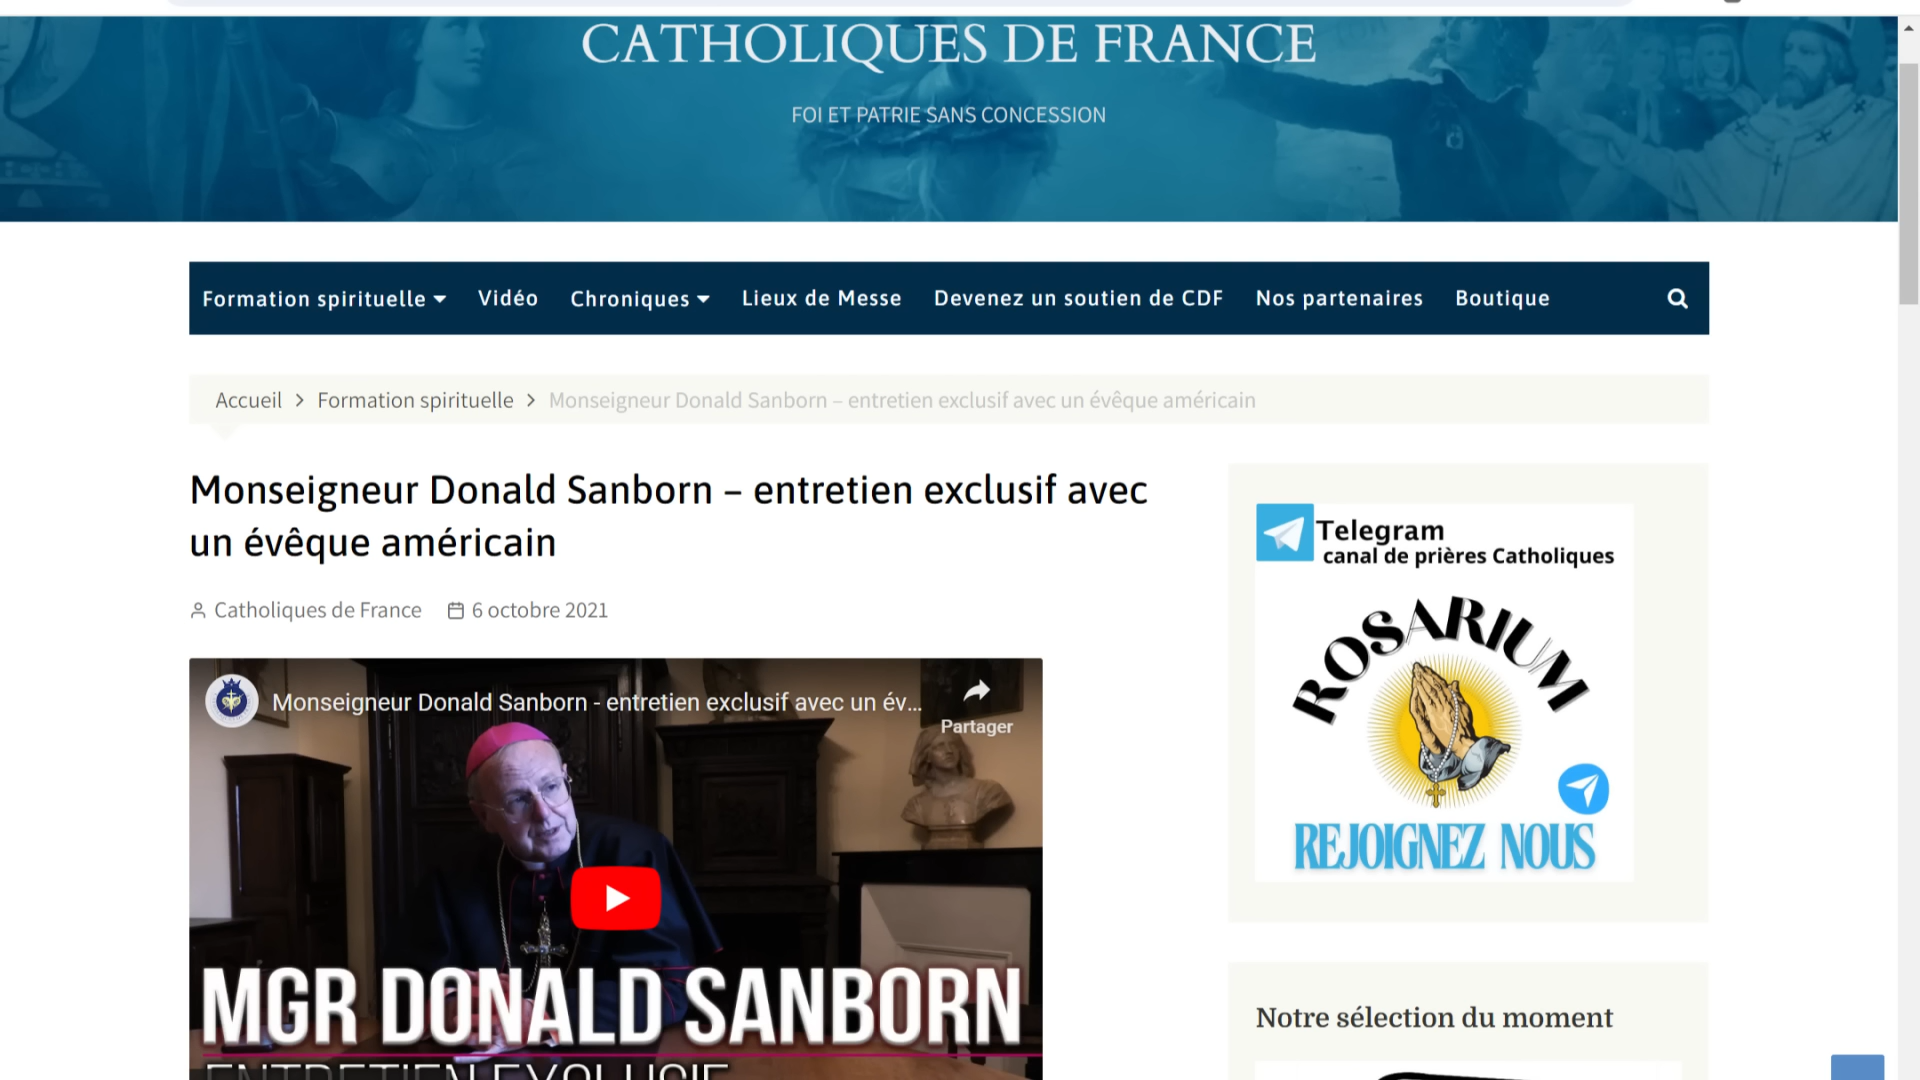 CATHOLIQUES DE FRANCE
FOI ET PATRIE SANS CONCESSION
Formation spirituelle Vidéo Chroniques Lieux de Messe Devenez un soutien de CDF Nos partenaires Boutique
Accueil > Formation spirituelle > Monseigneur Donald Sanborn – entretien exclusif avec un évêque américain
Monseigneur Donald Sanborn – entretien exclusif avec
un évêque américain
Catholiques de France 6 octobre 2021
Monseigneur Donald Sanborn - entretien exclusif avec un év...
Partager
MGR DONALD SANBORN
ENTRETIEN EXCLUSIF
Telegram
canal de prières Catholiques
ROSARIUM
REJOIGNEZ NOUS
Notre sélection du moment